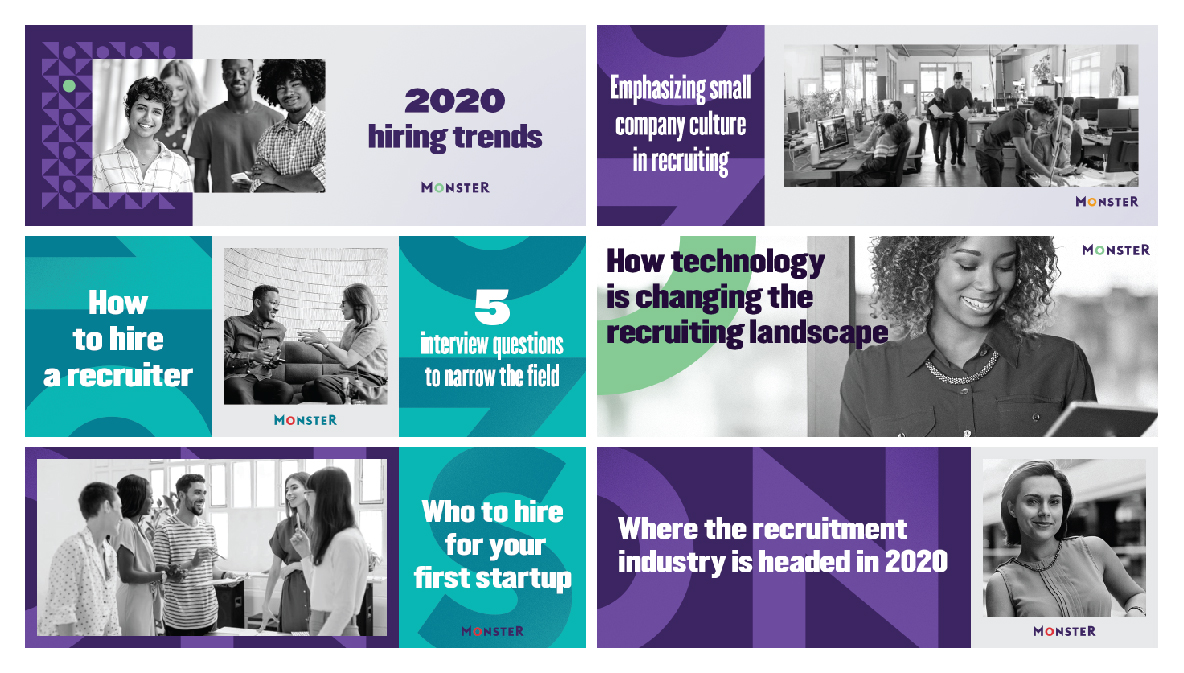 2020
hiring trends
MONSTER
Emphasizing small
company culture
in recruiting
MONSTER
How
to hire
a recruiter
MONSTER
5
interview questions
to narrow the field
How technology
is changing the
recruiting landscape
MONSTER
Who to hire
for your
first startup
MONSTER
Where the recruitment
industry is headed in 2020
MONSTER